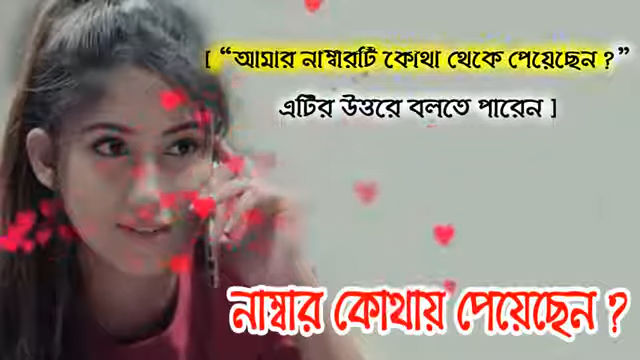 [ “আমার নাম্বারটি কোথা থেকে পেয়েছেন ?”
এটির উত্তরে বলতে পারেন ]
নাম্বার কোথায় পেয়েছেন ?